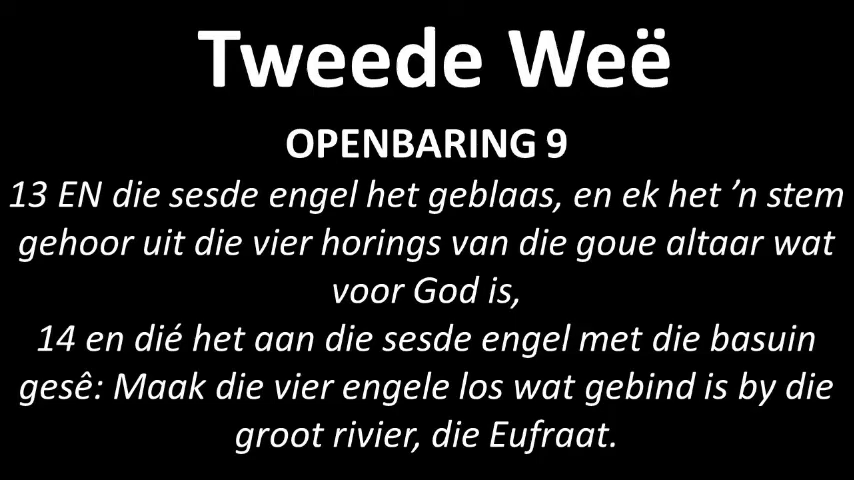 Tweede Weë
OPENBARING 9
13 EN die sesde engel het geblaas, en ek het ’n stem
gehoor uit die vier horings van die goue altaar wat
voor God is,
14 en dié het aan die sesde engel met die basuin
gesê: Maak die vier engele los wat gebind is by die
groot rivier, die Eufraat.